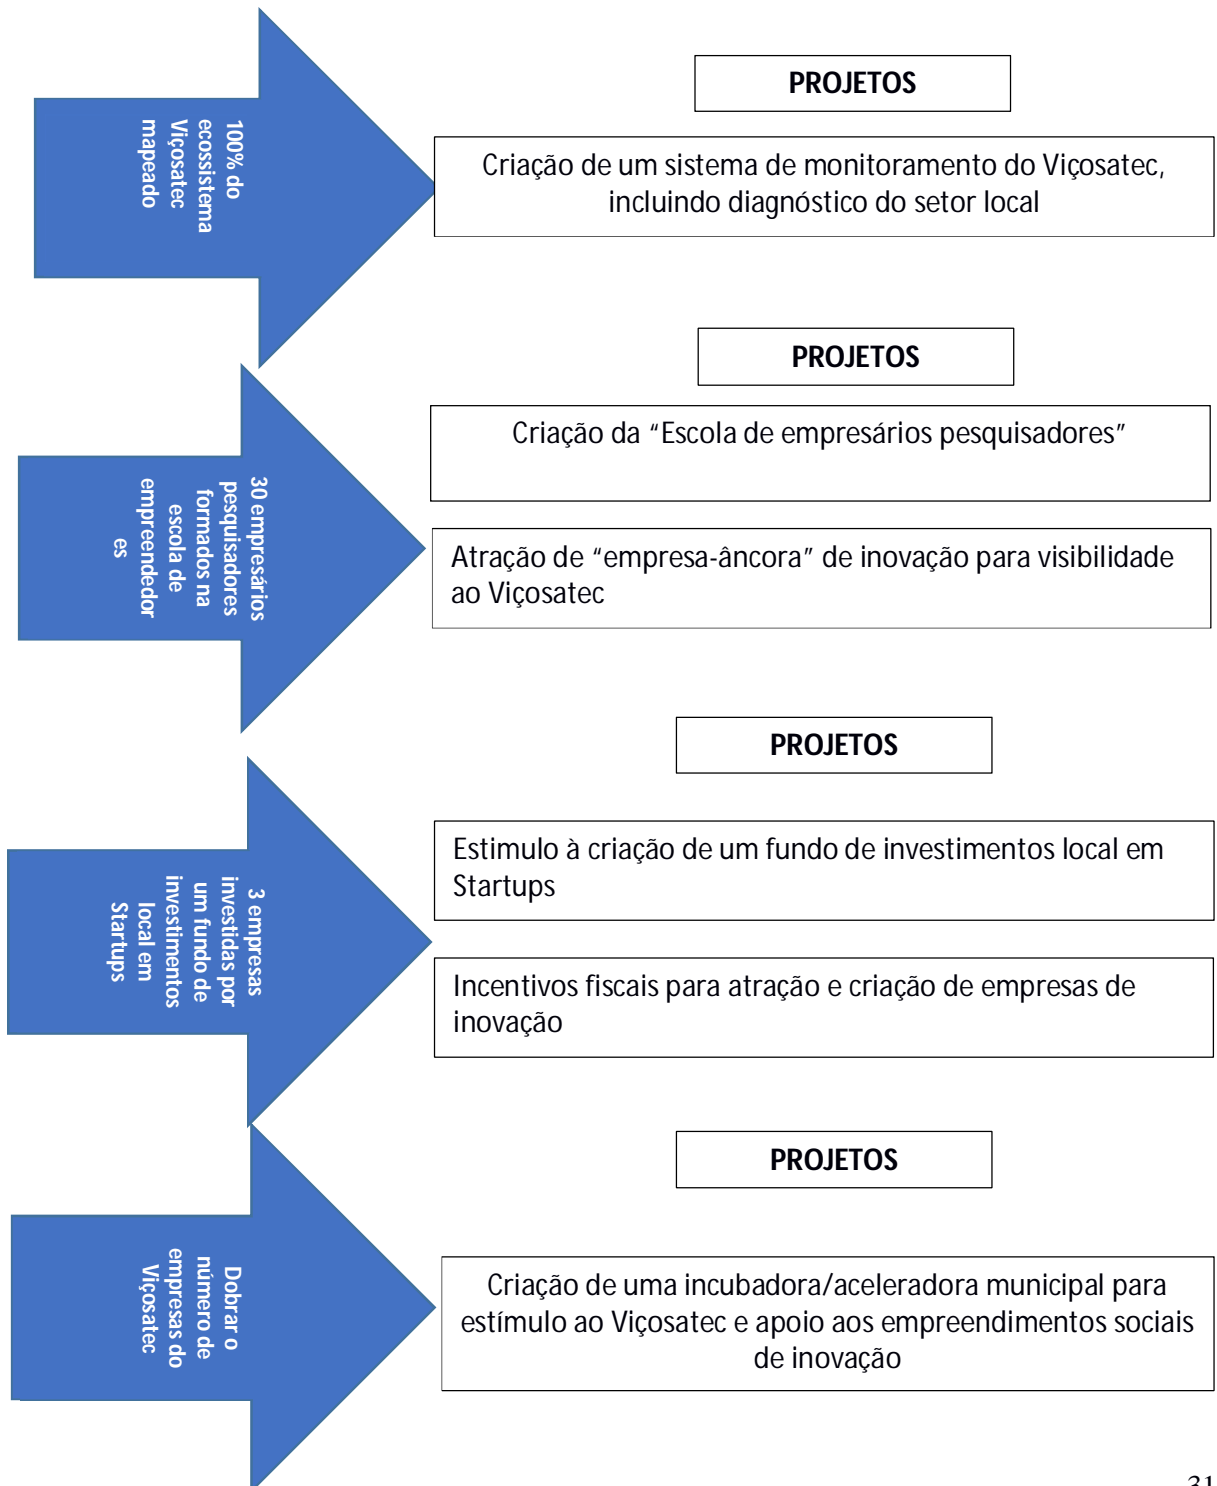 100% do
ecossistema
Viçosatec
mapeado
PROJETOS
Criação de um sistema de monitoramento do Viçosatec,
incluindo diagnóstico do setor local
30 empresários
pesquisadores
formados na
escola de
empreendedor
es
PROJETOS
Criação da “Escola de empresários pesquisadores”
Atração de “empresa-âncora” de inovação para visibilidade
ao Viçosatec
3 empresas
investidas por
um fundo de
investimentos
local em
Startups
PROJETOS
Estimulo à criação de um fundo de investimentos local em
Startups
Incentivos fiscais para atração e criação de empresas de
inovação
Dobrar o
número de
empresas do
Viçosatec
PROJETOS
Criação de uma incubadora/aceleradora municipal para
estímulo ao Viçosatec e apoio aos empreendimentos sociais
de inovação
31